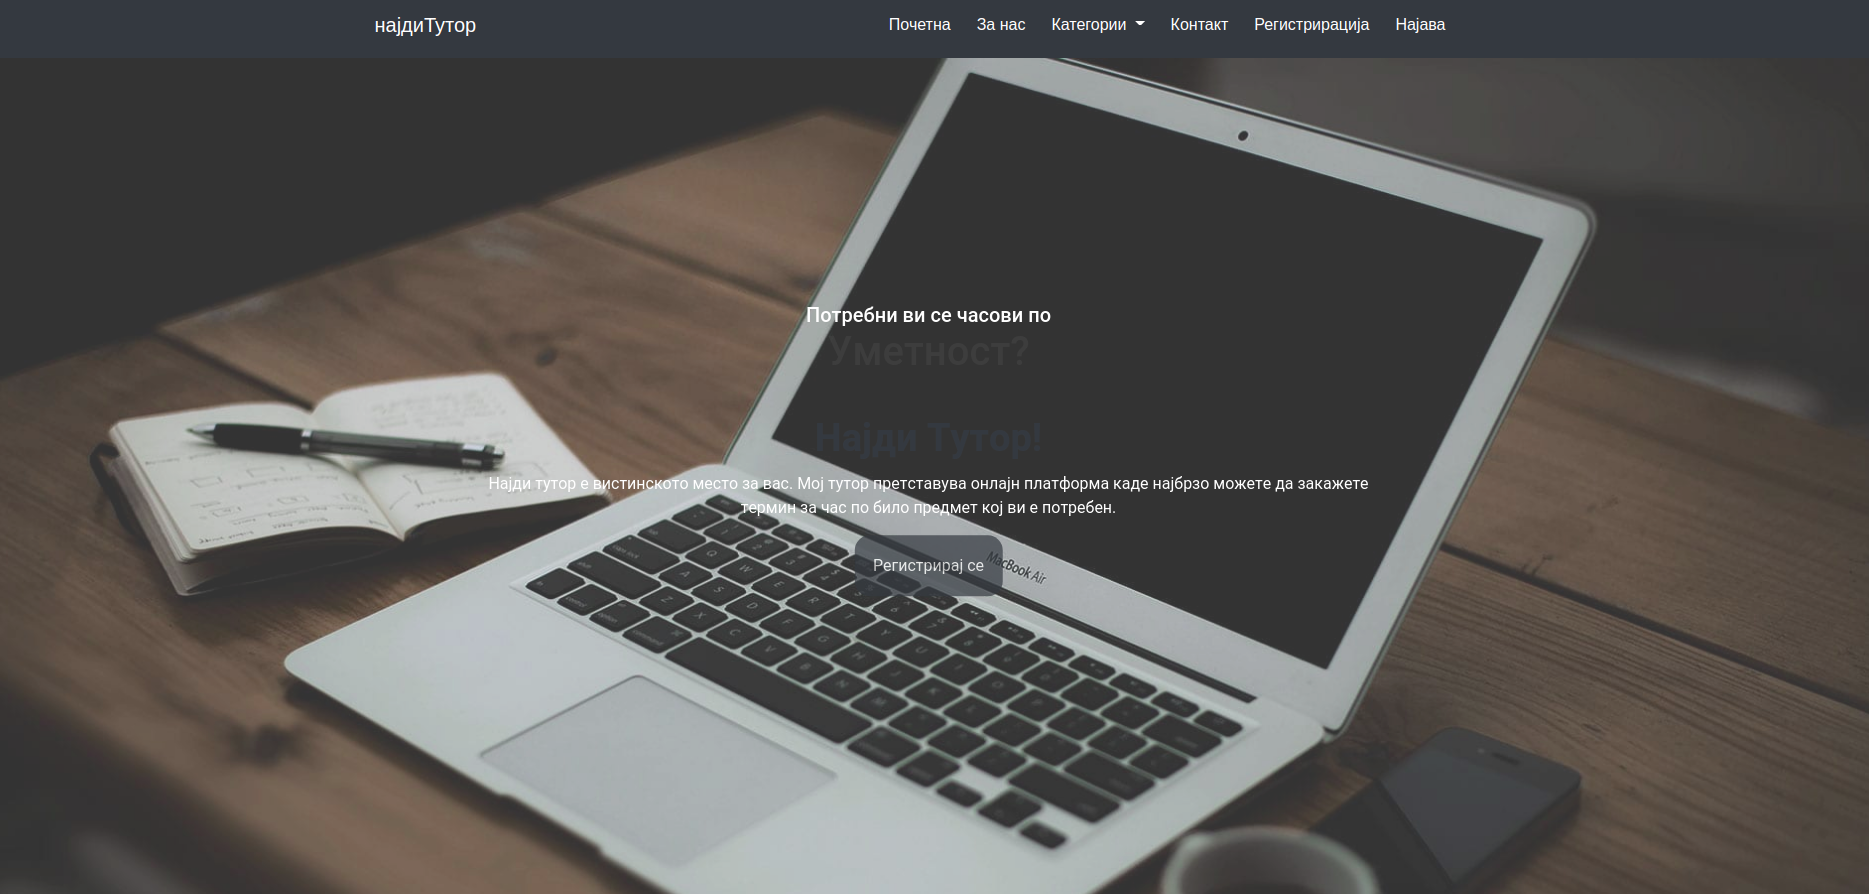 најдиТутор
Почетна За нас Категории Контакт Регистрирација Најава
Потребни ви се часови по
Уметност?
Најди Тутор!
Најди тутор е вистинското место за вас. Мој тутор претставува онлајн платформа каде најбрзо можете да закажете
термин за час по било предмет кој ви е потребен.
Регистрирај се
MacBook Air